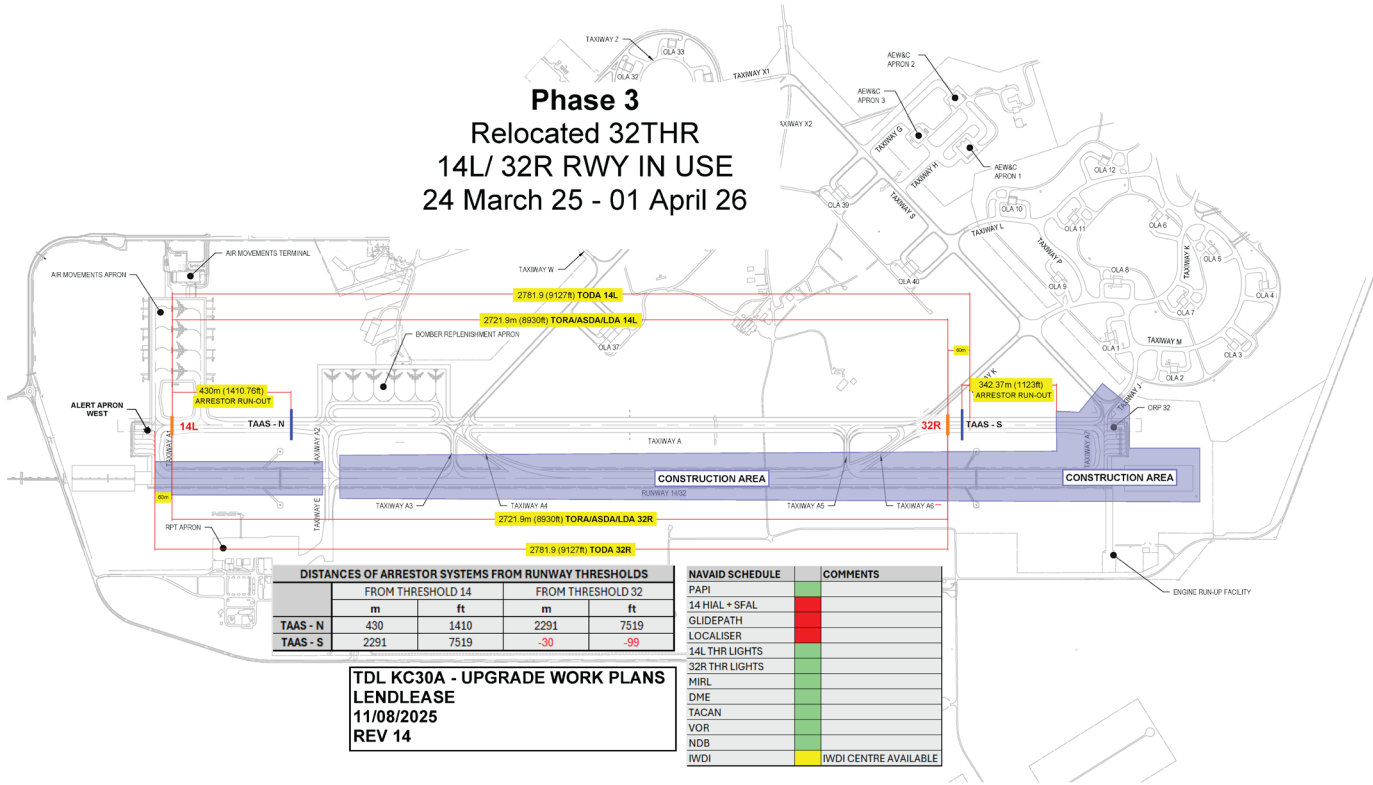 TAXIWAY Z
OLA 33
OLA 32
TAXIWAY X1
AEW&C
APRON 2
AEW&C
APRON 3
Phase 3
Relocated 32THR
14L/ 32R RWY IN USE
24 March 25 - 01 April 26
AXIWAY X2
TAXIWAY G
TAXIWAY H
AEW&C
APRON 1
OLA 12
OLA 39
TAXIWAY S
OLA 10
OLA 11
OLA 6
TAXIWAY L
TAXIWAY P
TAXIWAY K
OLA 5
AIR MOVEMENTS TERMINAL
AIR MOVEMENTS APRON
TAXIWAY W
OLA 40
OLA 9
OLA 8
OLA 4
OLA 7
2781.9 (9127ft) TODA 14L
2721.9m (8930ft) TORA/ASDA/LDA 14L
BOMBER REPLENISHMENT APRON
OLA 37
60m
OLA 1
TAXIWAY M
OLA 3
OLA 2
430m (1410.76ft)
ARRESTOR RUN-OUT
AY K
342.37m (1123ft)
ARRESTOR RUN-OUT
TAXIWAY J
ALERT APRON
WEST
ORP 32
14L
TAAS - N
32R
TAAS - S
TAXIWAY A1
TAXIWAY A2
TAXIWAY A
TAXIWAY A7
CONSTRUCTION AREA
CONSTRUCTION AREA
RUNWAY 14/32
60m
TAXIWAY E
TAXIWAY A3
TAXIWAY A4
TAXIWAY A5
TAXIWAY A6
2721.9m (8930ft) TORA/ASDA/LDA 32R
RPT APRON
2781.9 (9127ft) TODA 32R
ENGINE RUN-UP FACILITY
DISTANCES OF ARRESTOR SYSTEMS FROM RUNWAY THRESHOLDS
FROM THRESHOLD 14 FROM THRESHOLD 32
m ft m ft
TAAS - N 430 1410 2291 7519
TAAS - S 2291 7519 -30 -99
NAVAID SCHEDULE COMMENTS
PAPI
14 HIAL + SFAL
GLIDEPATH
LOCALISER
14L THR LIGHTS
32R THR LIGHTS
MIRL
DME
TACAN
VOR
NDB
IWDI IWDI CENTRE AVAILABLE
TDL KC30A - UPGRADE WORK PLANS
LENDLEASE
11/08/2025
REV 14